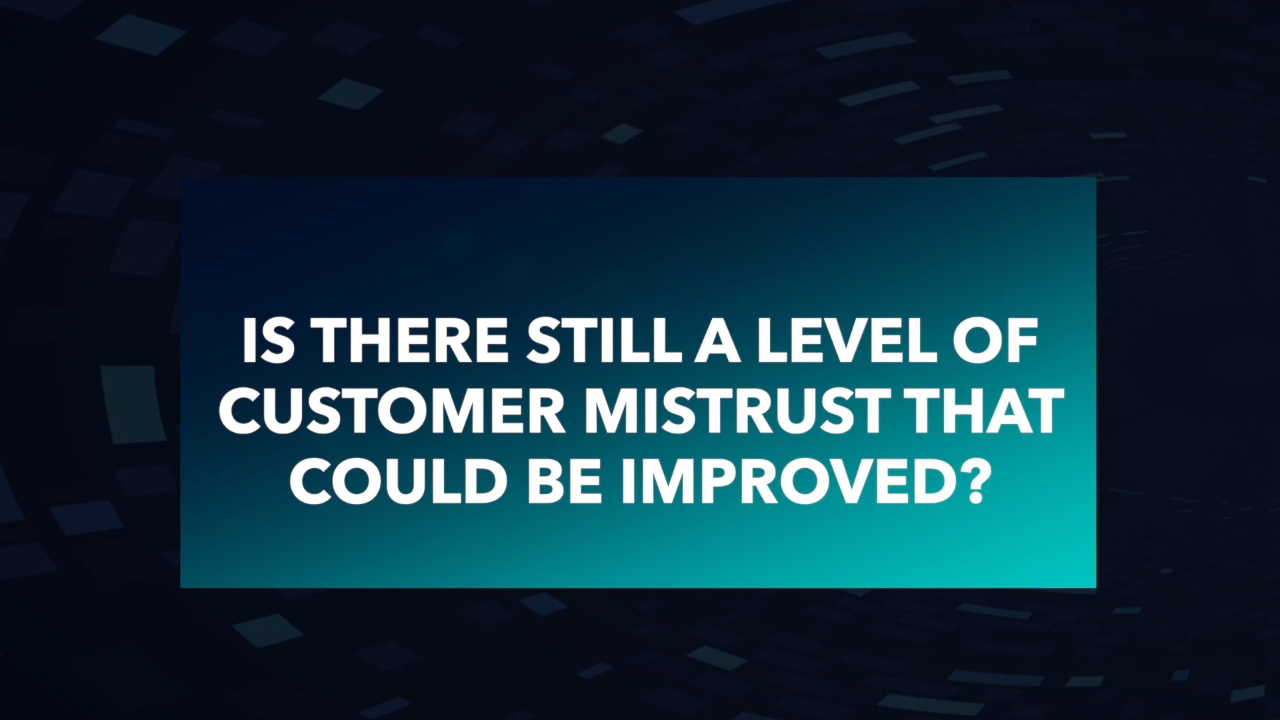 IS THERE STILL A LEVEL OF
CUSTOMER MISTRUST THAT
COULD BE IMPROVED?